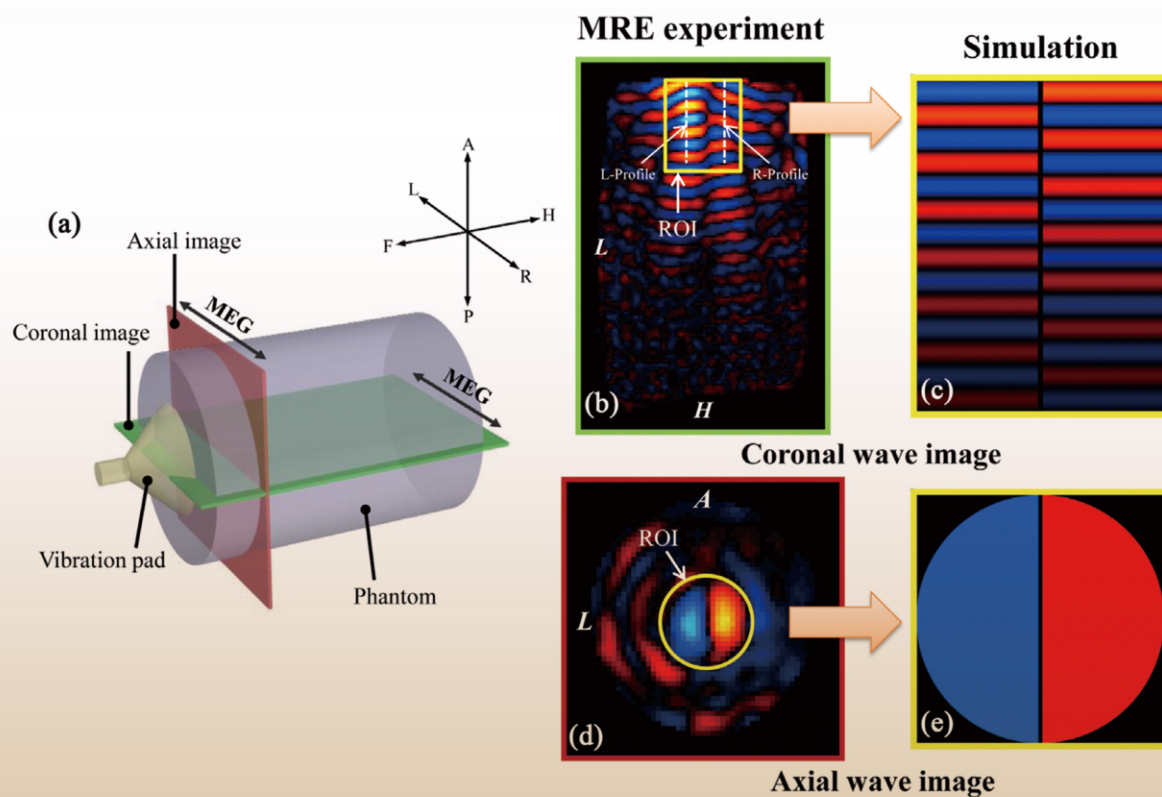 MRE experiment
Simulation
A
L
H
F
R
P
(a)
Axial image
MEG
Coronal image
MEG
Vibration pad
Phantom
L-Profile
R-Profile
ROI
L
(b)
H
(c)
Coronal wave image
A
ROI
L
(d)
(e)
Axial wave image